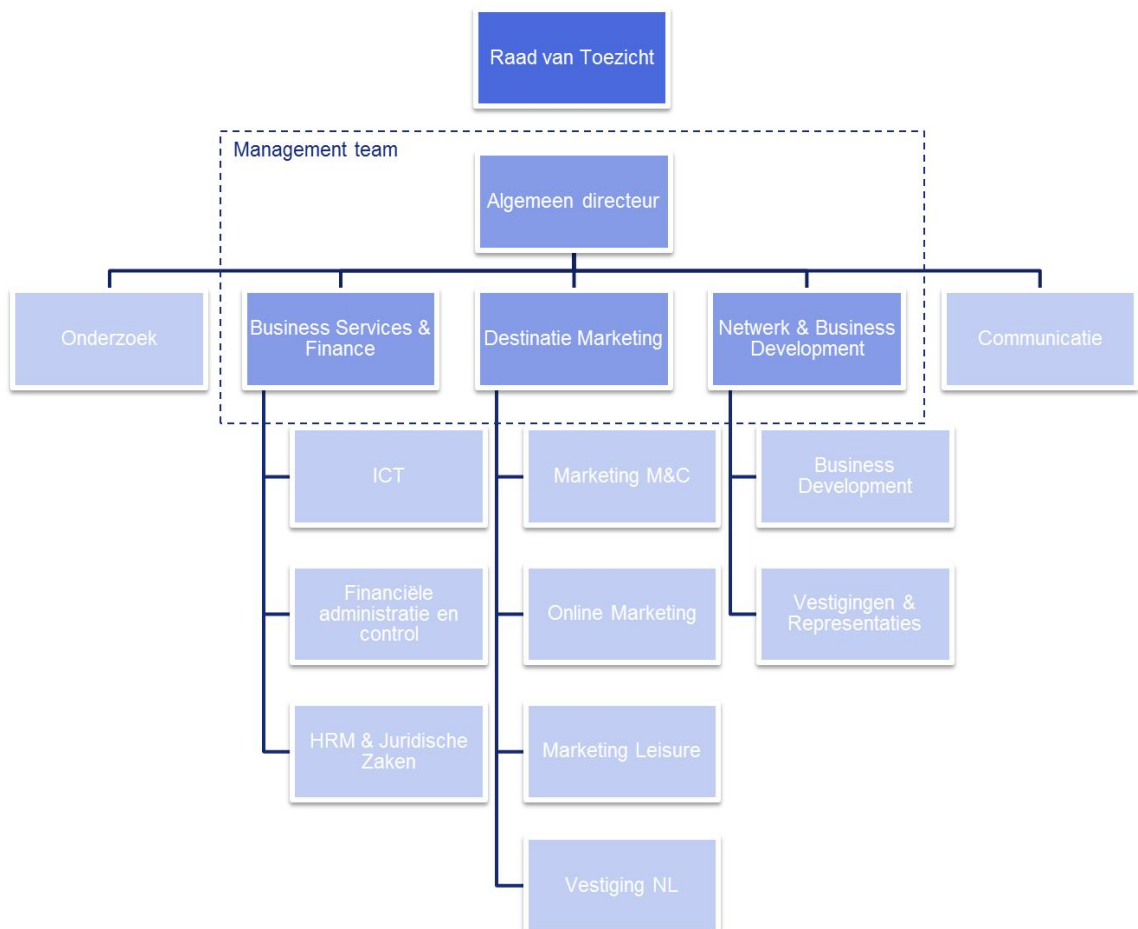 Raad van Toezicht
Management team
Algemeen directeur
Onderzoek
Business Services &
Finance
Destinatie Marketing
Netwerk & Business
Development
Communicatie
ICT
Marketing M&C
Business
Development
Financiële
administratie en
control
Online Marketing
Vestigingen &
Representaties
HRM & Juridische
Zaken
Marketing Leisure
Vestiging NL